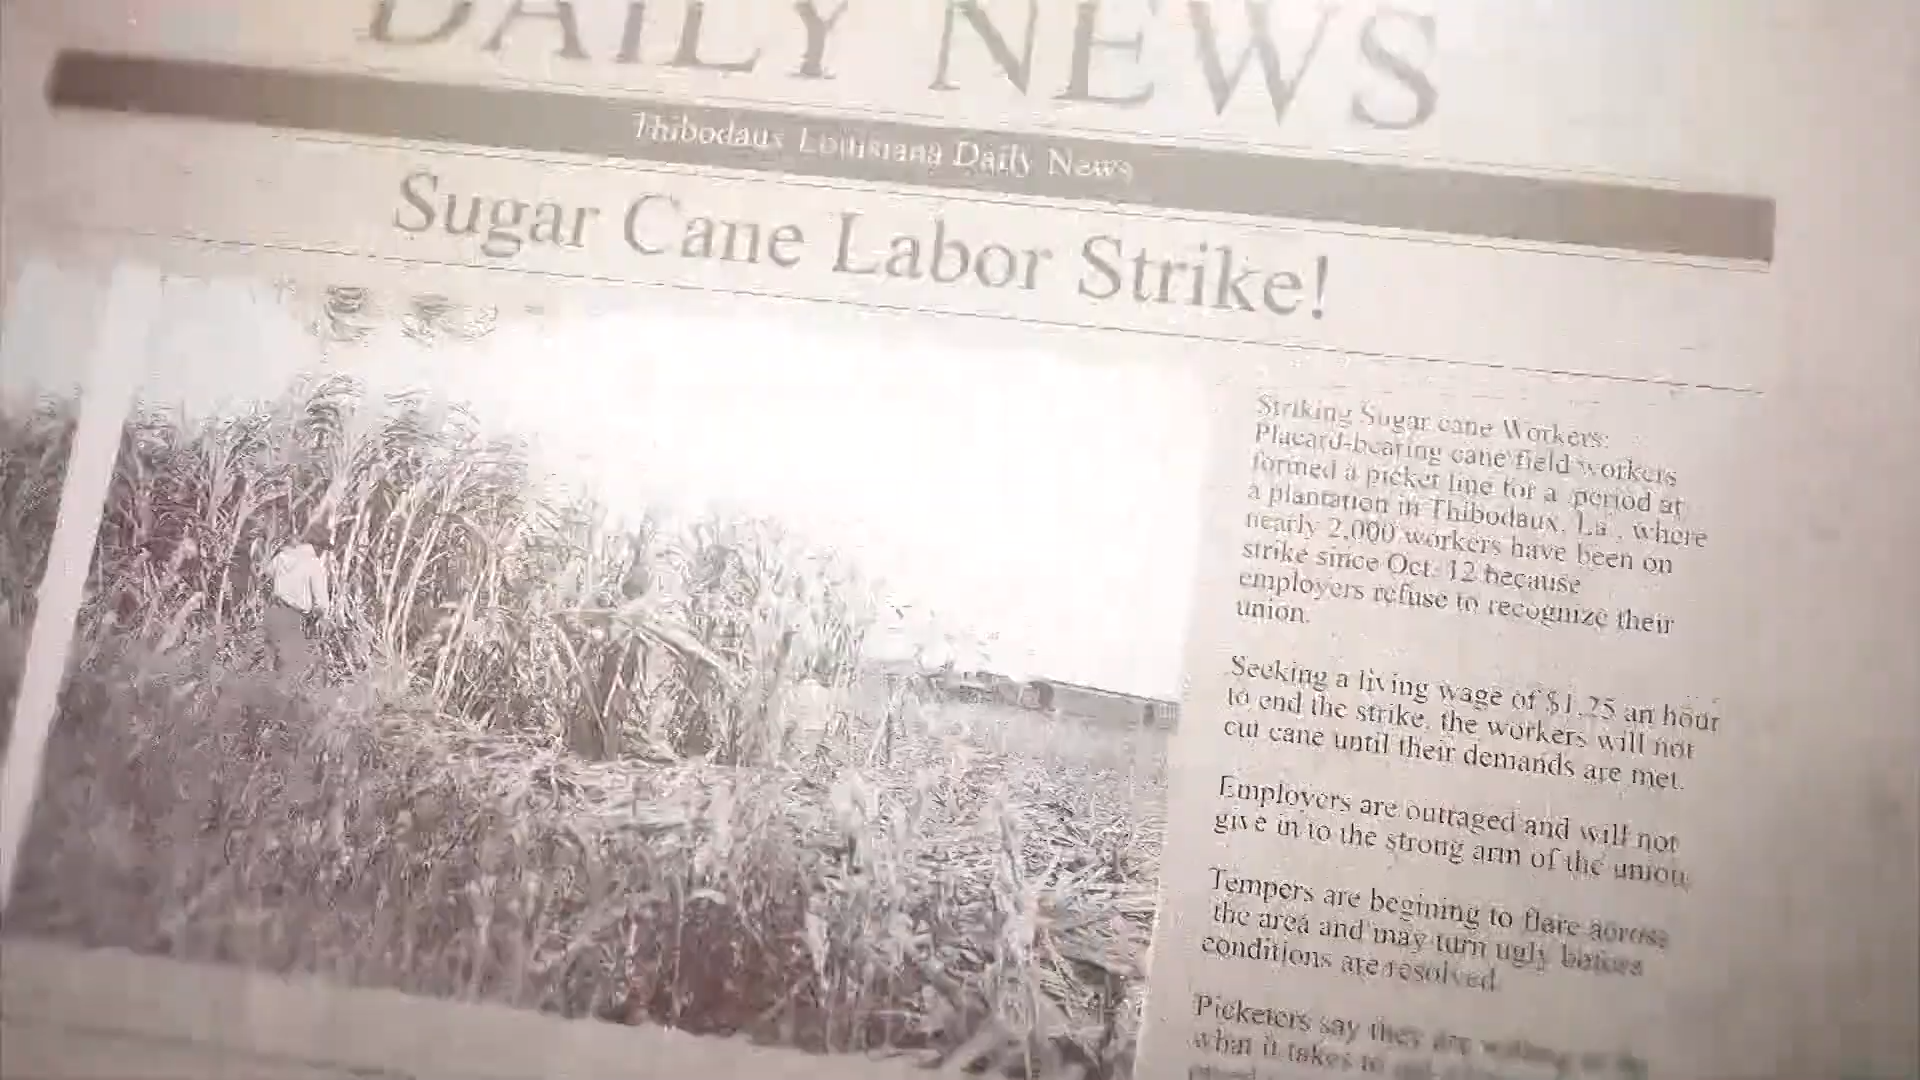 DAILY NEWS
Thibodaux Louisiana Daily News
Sugar Cane Labor Strike!
Striking Sugar cane Workers:
Placard-bearing cane field workers
formed a picket line for a period at
a plantation in Thibodaux, La., where
nearly 2,000 workers have been on
strike since Oct. 12 because
employers refuse to recognize their
union.
Seeking a living wage of $1.25 an hour
to end the strike, the workers will not
cut cane until their demands are met.
Employers are outraged and will not
give in to the strong arm of the union.
Tempers are begining to flare across
the area and may turn ugly before
conditions are resolved.
Picketers say they are
what it takes to